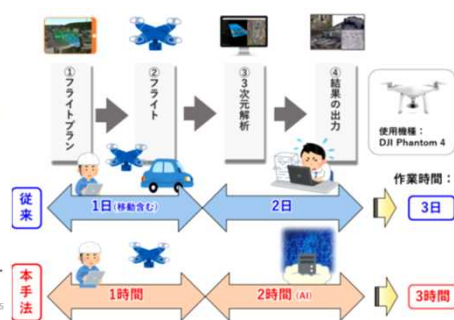 ①フライトプラン
②フライト
③3次元解析
④結果の出力
使用機種：
DJI Phantom 4
作業時間：
従来
1日(移動含む)
2日
3日
本手法
1時間
2時間(AI)
3時間